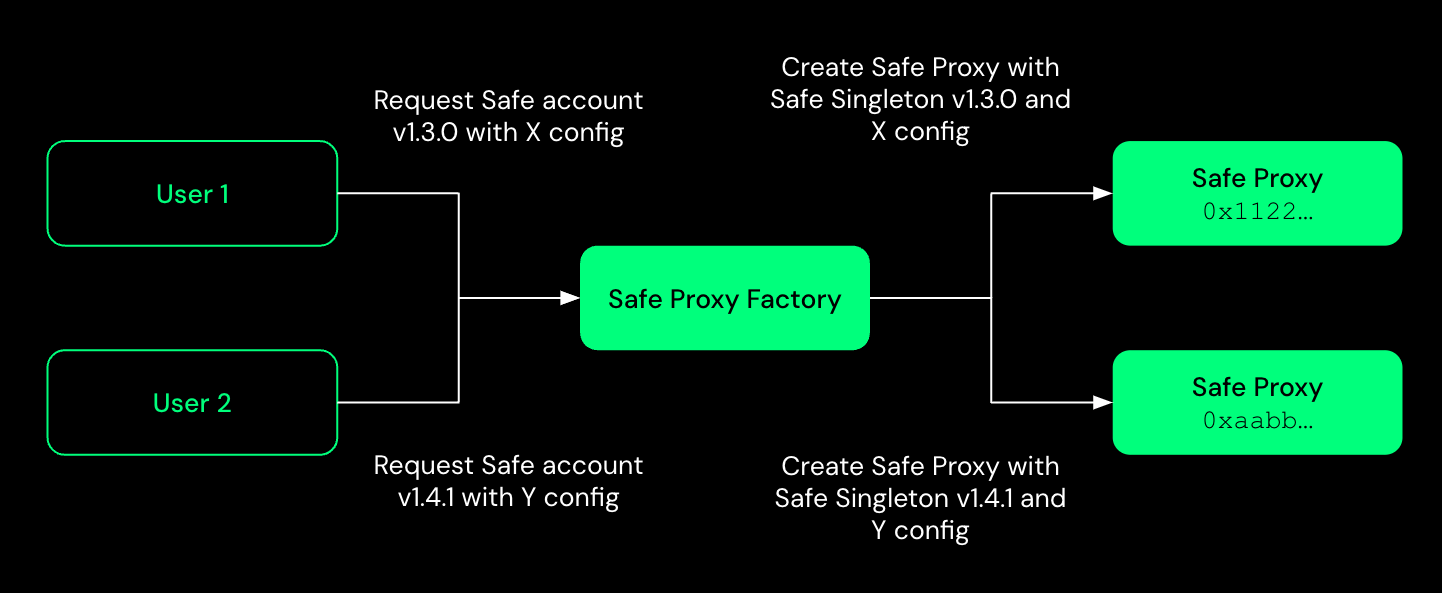 Request Safe account
v1.3.0 with X config
Create Safe Proxy with
Safe Singleton v1.3.0 and
X config
User 1
Safe Proxy
0x1122...
Safe Proxy Factory
User 2
Safe Proxy
0xaabb...
Request Safe account
v1.4.1 with Y config
Create Safe Proxy with
Safe Singleton v1.4.1 and
Y config